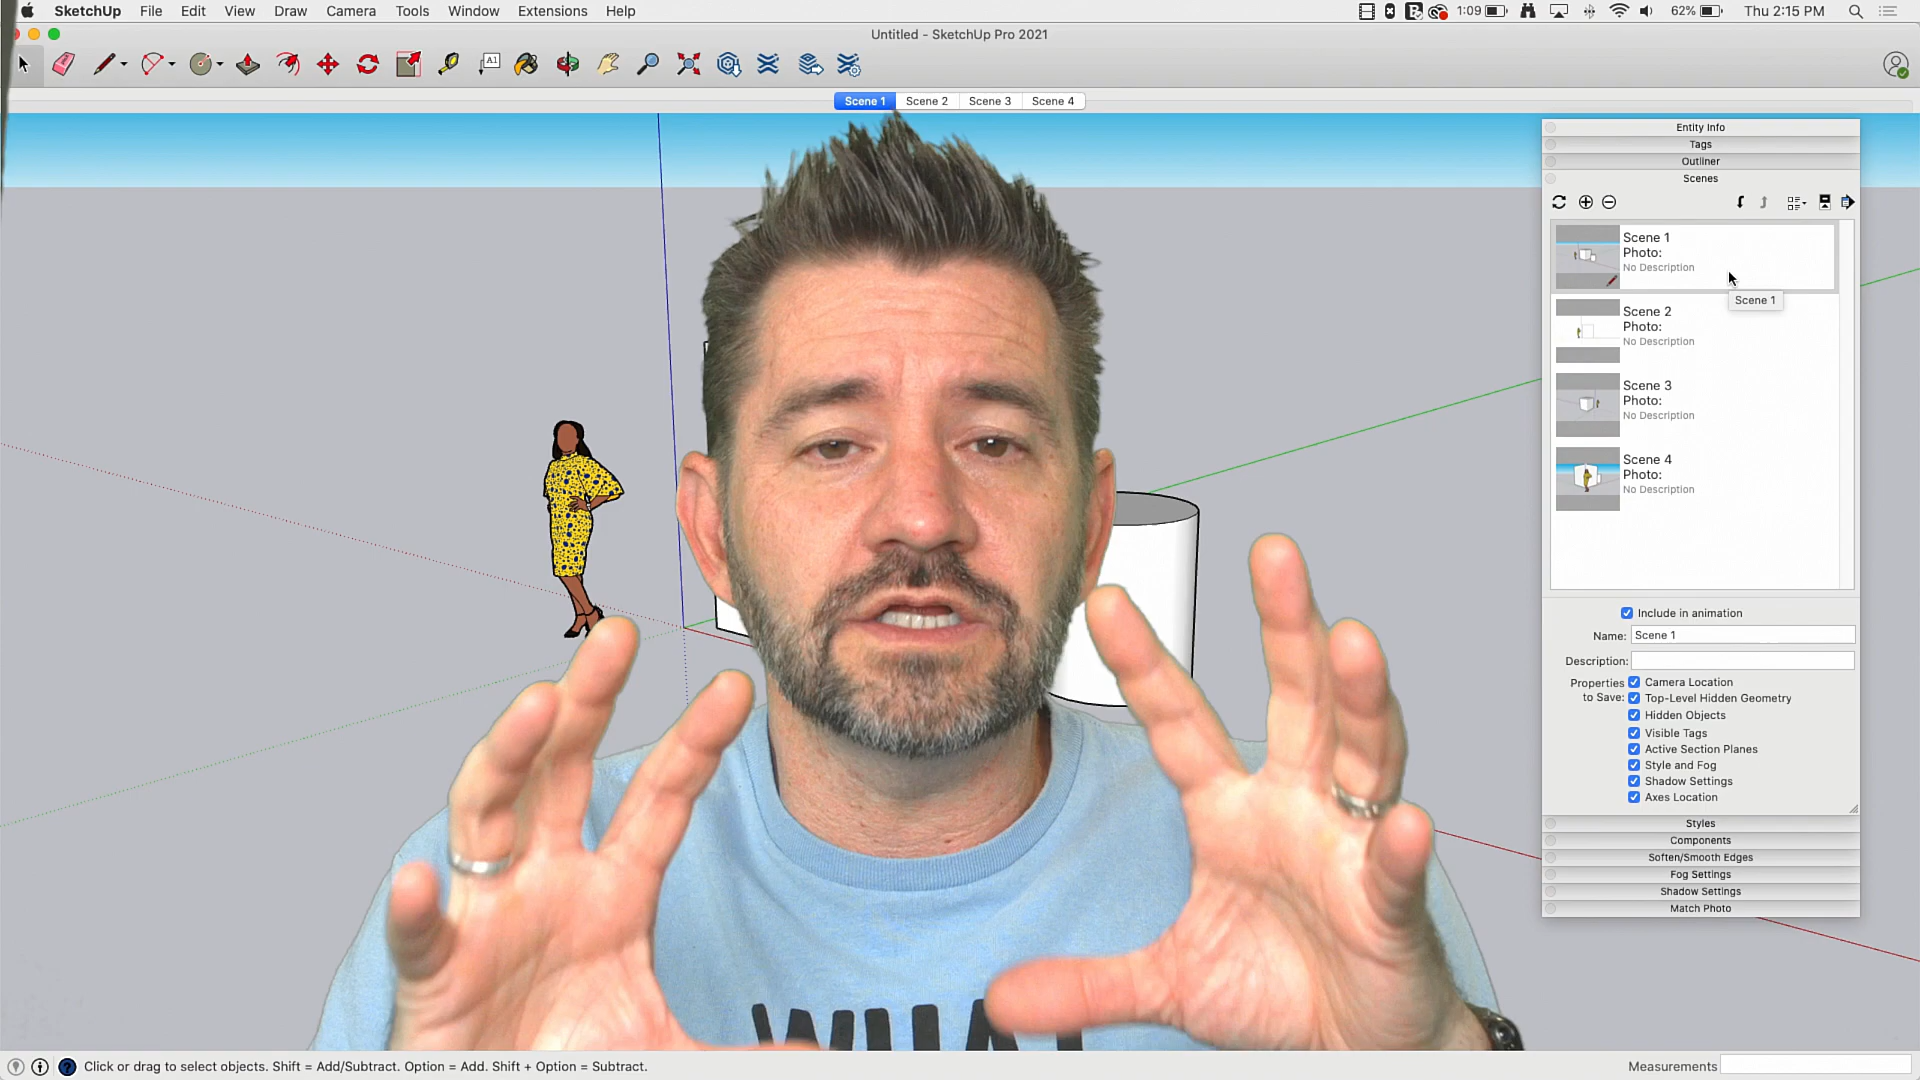 SketchUp File Edit View Draw Camera Tools Window Extensions Help
1:09 62% Thu 2:15 PM
Untitled - SketchUp Pro 2021
A1
Scene 1 Scene 2 Scene 3 Scene 4
Entity Info
Tags
Outliner
Scenes
Scene 1
Photo:
No Description
Scene 1
Scene 2
Photo:
No Description
Scene 3
Photo:
No Description
Scene 4
Photo:
No Description
Include in animation
Name: Scene 1
Description:
Properties to Save:
Camera Location
Top-Level Hidden Geometry
Hidden Objects
Visible Tags
Active Section Planes
Style and Fog
Shadow Settings
Axes Location
Styles
Components
Soften/Smooth Edges
Fog Settings
Shadow Settings
Match Photo
WHAT
Click or drag to select objects. Shift = Add/Subtract. Option = Add. Shift + Option = Subtract.
Measurements